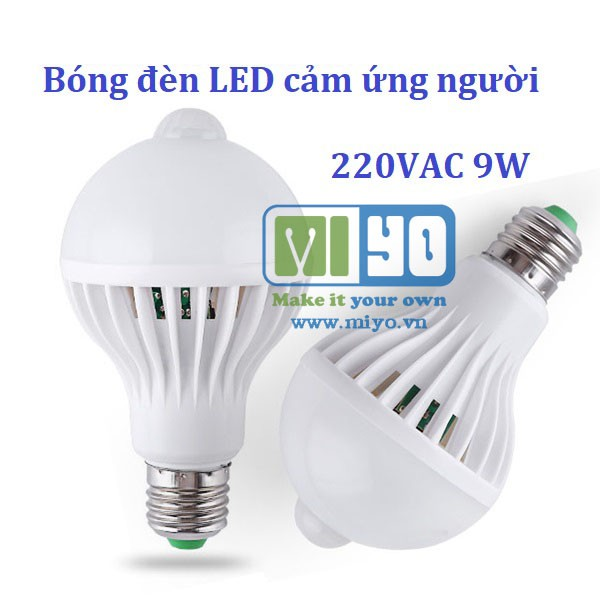 Bóng đèn LED cảm ứng người
220VAC 9W
MIYO
Make it your own
www.miyo.vn